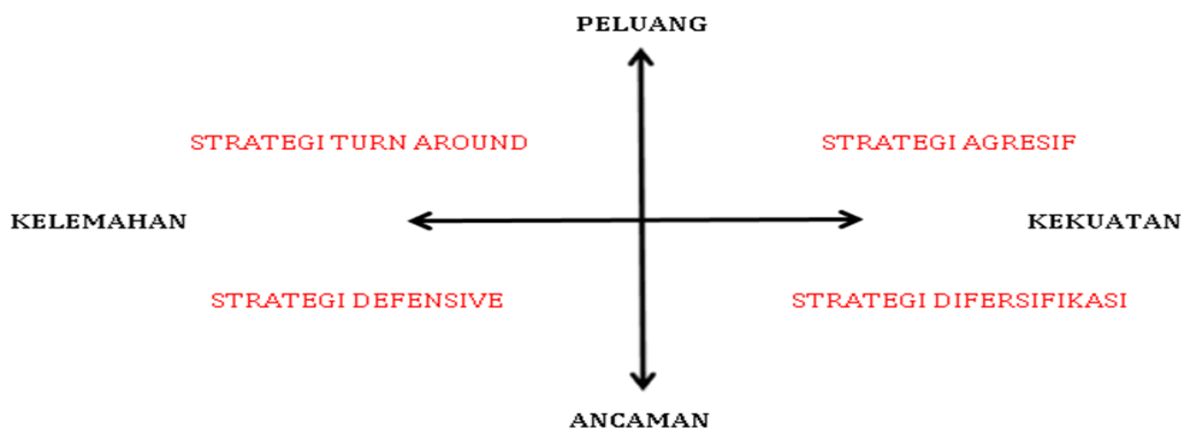 PELUANG
STRATEGI TURN AROUND
STRATEGI AGRESIF
KELEMAHAN
KEKUATAN
STRATEGI DEFENSIVE
STRATEGI DIFERSIFIKASI
ANCAMAN